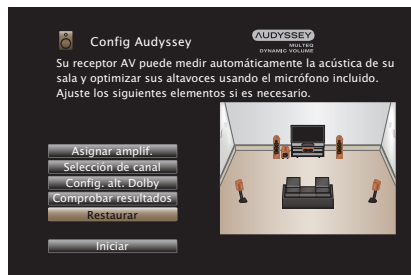 Config Audyssey
AUDYSSEY
MULTEQ
DYNAMIC VOLUME
Su receptor AV puede medir automáticamente la acústica de su
sala y optimizar sus altavoces usando el micrófono incluido.
Ajuste los siguientes elementos si es necesario.
Asignar amplif.
Selección de canal
Config. alt. Dolby
Comprobar resultados
Restaurar
Iniciar